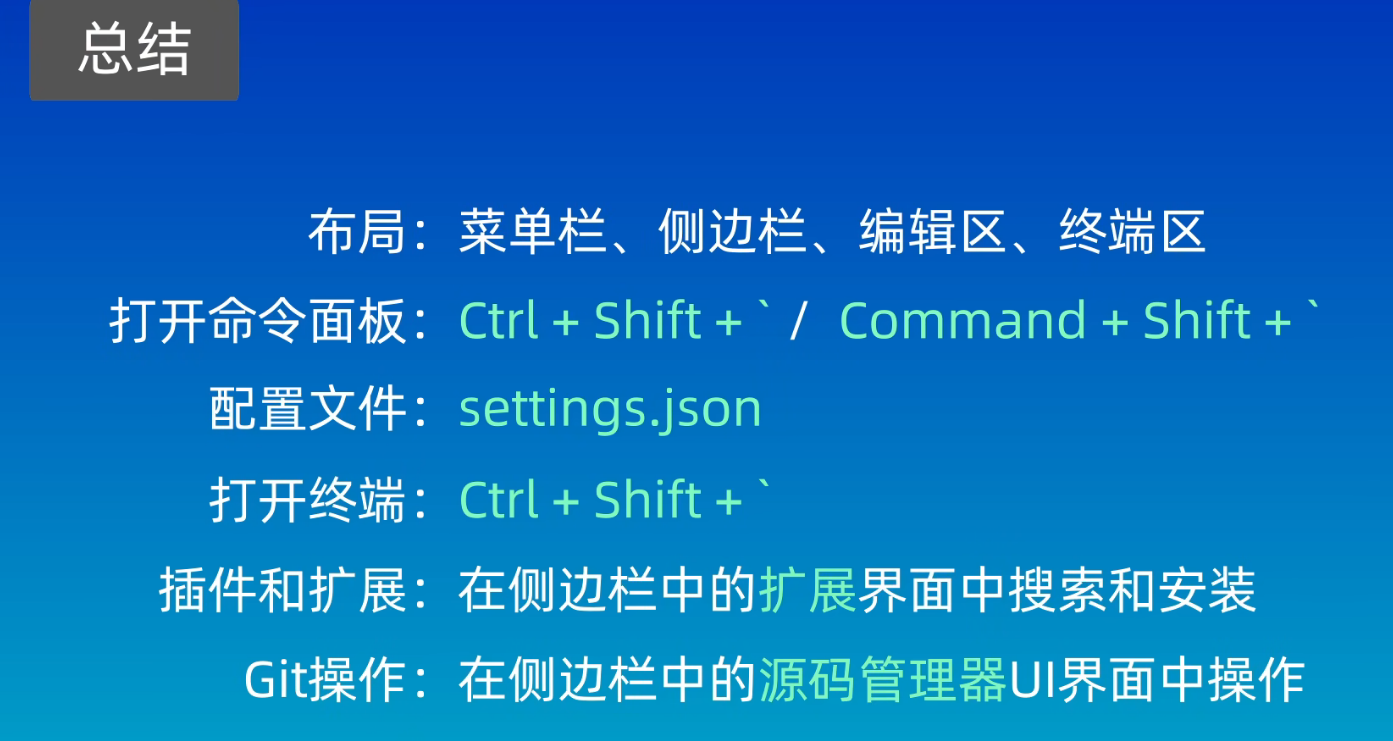 总结
布局：菜单栏、侧边栏、编辑区、终端区
打开命令面板：Ctrl + Shift + ` / Command + Shift + `
配置文件：settings.json
打开终端：Ctrl + Shift + `
插件和扩展：在侧边栏中的扩展界面中搜索和安装
Git操作：在侧边栏中的源码管理器UI界面中操作